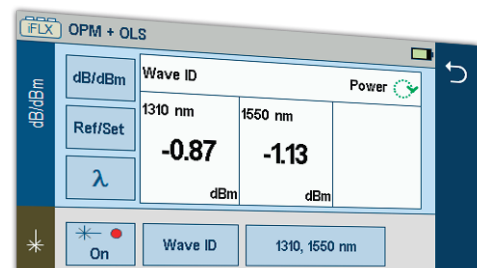 iFLX OPM + OLS
dB/dBm
dB/dBm
Wave ID
Power
Ref/Set
λ
1310 nm
-0.87
dBm
1550 nm
-1.13
dBm
On
Wave ID
1310, 1550 nm